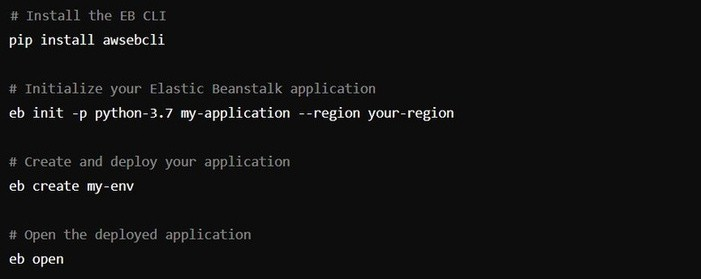 # Install the EB CLI
pip install awsebcli
# Initialize your Elastic Beanstalk application
eb init -p python-3.7 my-application --region your-region
# Create and deploy your application
eb create my-env
# Open the deployed application
eb open